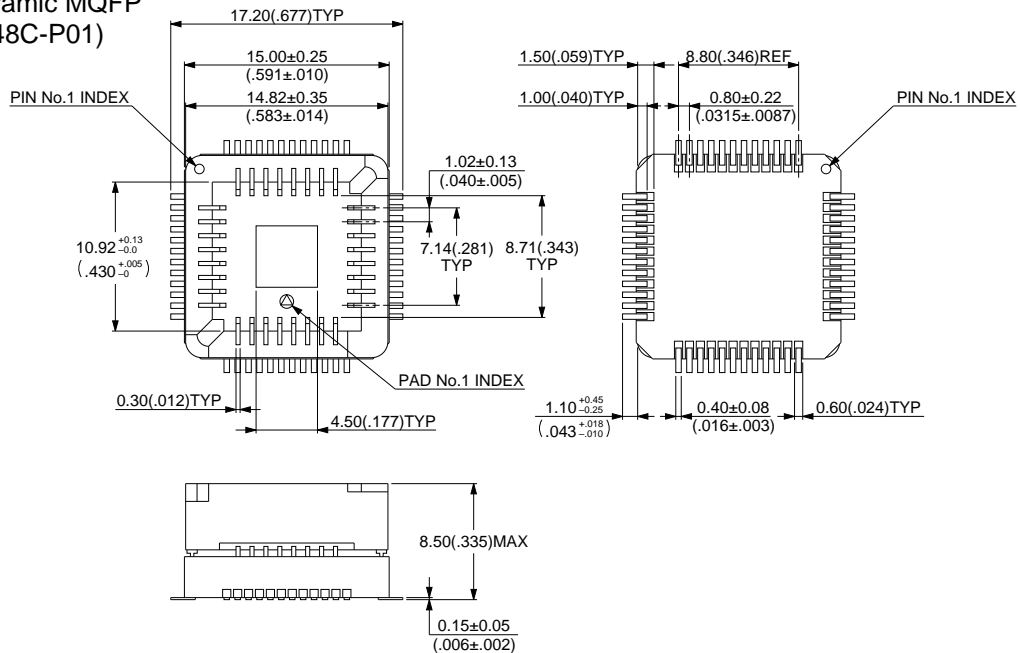 ramic MQFP
48C-P01)
17.20(.677)TYP
15.00±0.25
(.591±.010)
14.82±0.35
(.583±.014)
PIN No.1 INDEX
1.02±0.13
(.040±.005)
10.92 +0.13 –0.0
(.430 +.005 –0)
7.14(.281)
TYP
8.71(.343)
TYP
PAD No.1 INDEX
0.30(.012)TYP
4.50(.177)TYP
1.50(.059)TYP
8.80(.346)REF
1.00(.040)TYP
0.80±0.22
(.0315±.0087)
PIN No.1 INDEX
1.10 +0.45 –0.25
(.043 +.018 –.010)
0.40±0.08
(.016±.003)
0.60(.024)TYP
8.50(.335)MAX
0.15±0.05
(.006±.002)